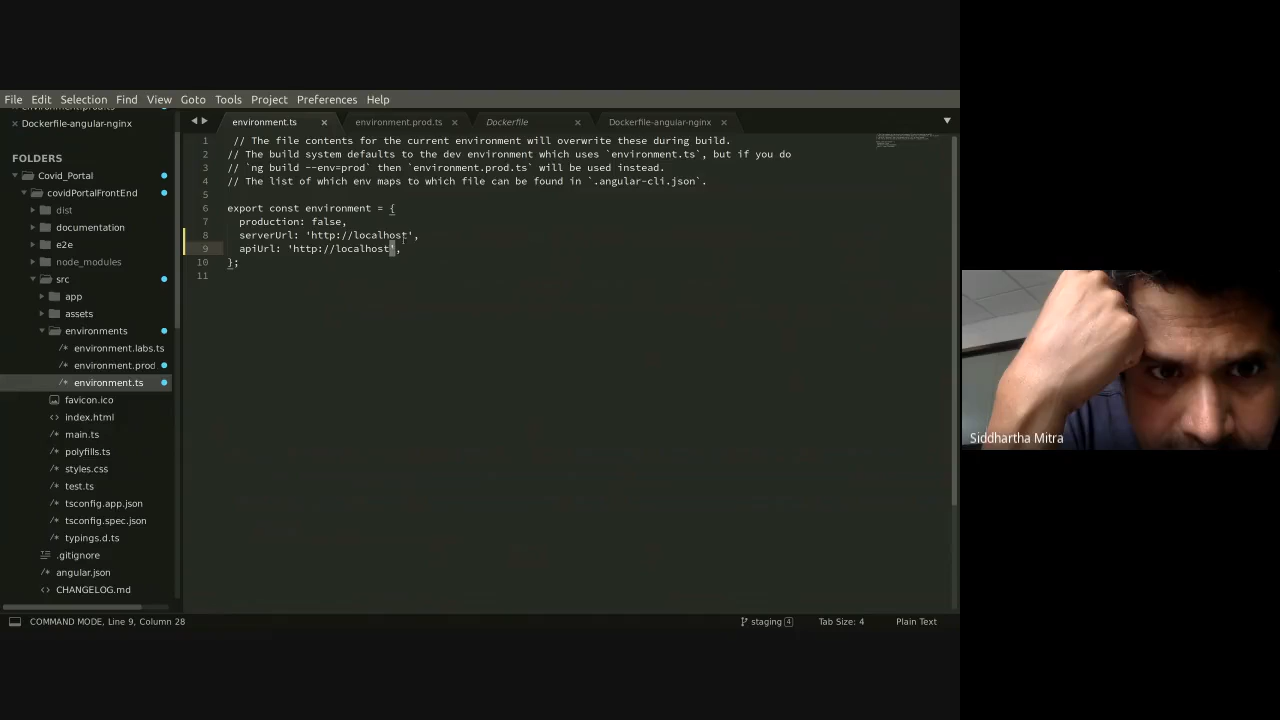 File Edit Selection Find View Goto Tools Project Preferences Help
environment.prod.ts
Dockerfile-angular-nginx
FOLDERS
Covid_Portal
covidPortalFrontEnd
dist
documentation
e2e
node_modules
src
app
assets
environments
environment.labs.ts
environment.prod
environment.ts
favicon.ico
index.html
main.ts
polyfills.ts
styles.css
test.ts
tsconfig.app.json
tsconfig.spec.json
typings.d.ts
.gitignore
angular.json
CHANGELOG.md
environment.ts environment.prod.ts Dockerfile Dockerfile-angular-nginx
1 // The file contents for the current environment will overwrite these during build.
2 // The build system defaults to the dev environment which uses `environment.ts`, but if you do
3 // `ng build --env=prod` then `environment.prod.ts` will be used instead.
4 // The list of which env maps to which file can be found in `.angular-cli.json`.
5
6 export const environment = {
7 production: false,
8 serverUrl: 'http://localhost',
9 apiUrl: 'http://localhost',
10 };
11
COMMAND MODE, Line 9, Column 28 staging 4 Tab Size: 4 Plain Text
Siddhartha Mitra